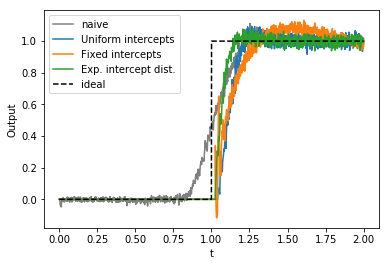 naive
Uniform intercepts
Fixed intercepts
Exp. intercept dist.
ideal
1.0
0.8
0.6
0.4
0.2
0.0
Output
0.00 0.25 0.50 0.75 1.00 1.25 1.50 1.75 2.00
t